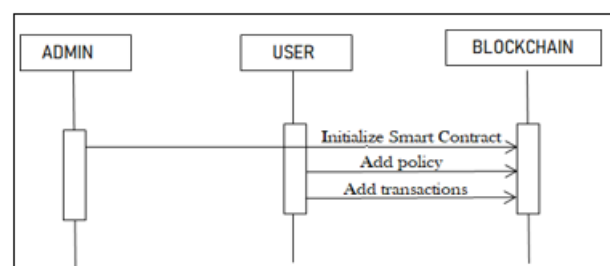 ADMIN
USER
BLOCKCHAIN
Initialize Smart Contract
Add policy
Add transactions